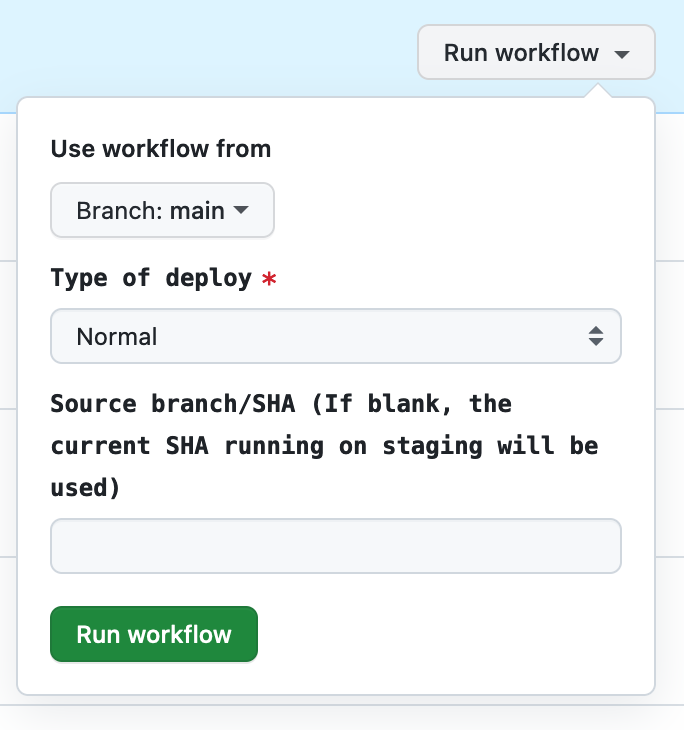 Run workflow
Use workflow from
Branch: main
Type of deploy *
Normal
Source branch/SHA (If blank, the
current SHA running on staging will be
used)
Run workflow